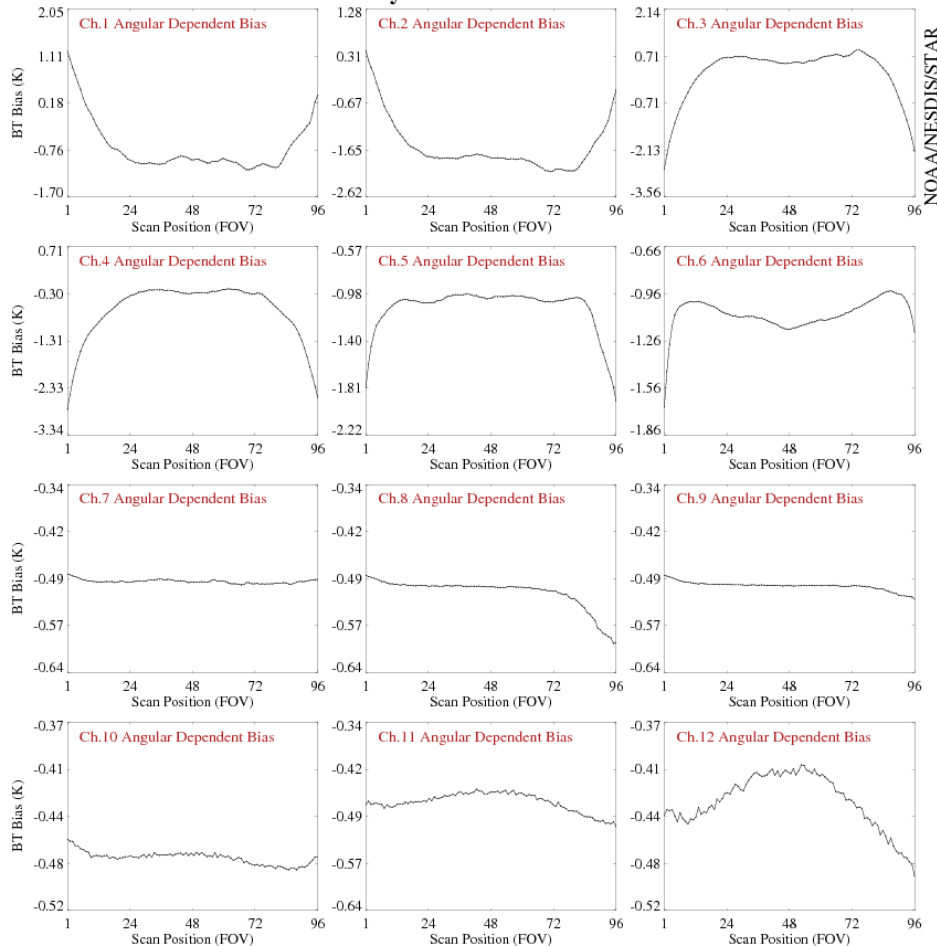 y
2.05
1.11
0.18
-0.76
-1.70
BT Bias (K)
Ch.1 Angular Dependent Bias
1 24 48 72 96
Scan Position (FOV)
1.28
0.31
-0.67
-1.65
-2.62
Ch.2 Angular Dependent Bias
1 24 48 72 96
Scan Position (FOV)
2.14
0.71
-0.71
-2.13
-3.56
Ch.3 Angular Dependent Bias
1 24 48 72 96
Scan Position (FOV)
NOAA/NESDIS/STAR
0.71
-0.30
-1.31
-2.33
-3.34
BT Bias (K)
Ch.4 Angular Dependent Bias
1 24 48 72 96
Scan Position (FOV)
-0.57
-0.98
-1.40
-1.81
-2.22
Ch.5 Angular Dependent Bias
1 24 48 72 96
Scan Position (FOV)
-0.66
-0.96
-1.26
-1.56
-1.86
Ch.6 Angular Dependent Bias
1 24 48 72 96
Scan Position (FOV)
-0.34
-0.42
-0.49
-0.57
-0.64
BT Bias (K)
Ch.7 Angular Dependent Bias
1 24 48 72 96
Scan Position (FOV)
-0.34
-0.42
-0.49
-0.57
-0.64
Ch.8 Angular Dependent Bias
1 24 48 72 96
Scan Position (FOV)
-0.34
-0.42
-0.49
-0.57
-0.64
Ch.9 Angular Dependent Bias
1 24 48 72 96
Scan Position (FOV)
-0.37
-0.41
-0.44
-0.48
-0.52
BT Bias (K)
Ch.10 Angular Dependent Bias
1 24 48 72 96
Scan Position (FOV)
-0.34
-0.42
-0.49
-0.57
-0.64
Ch.11 Angular Dependent Bias
1 24 48 72 96
Scan Position (FOV)
-0.37
-0.41
-0.44
-0.48
-0.52
Ch.12 Angular Dependent Bias
1 24 48 72 96
Scan Position (FOV)